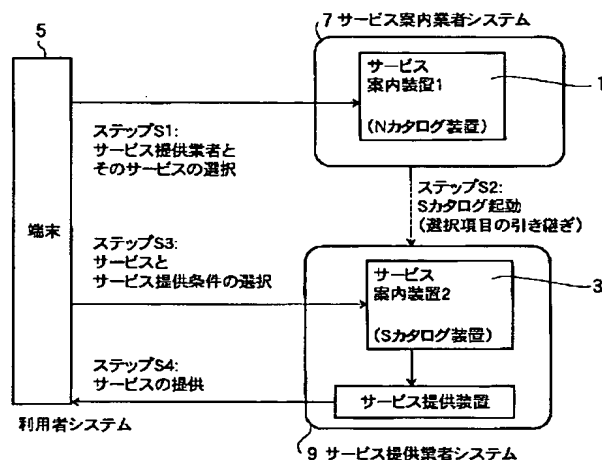 5
7 サービス案内業者システム
サービス
案内装置1
(Nカタログ装置)
1
ステップS1:
サービス提供業者と
そのサービスの選択
ステップS2:
Sカタログ起動
(選択項目の引き継ぎ)
端末
ステップS3:
サービスと
サービス提供条件の選択
サービス
案内装置2
(Sカタログ装置)
3
ステップS4:
サービスの提供
サービス提供装置
利用者システム
9 サービス提供業者システム